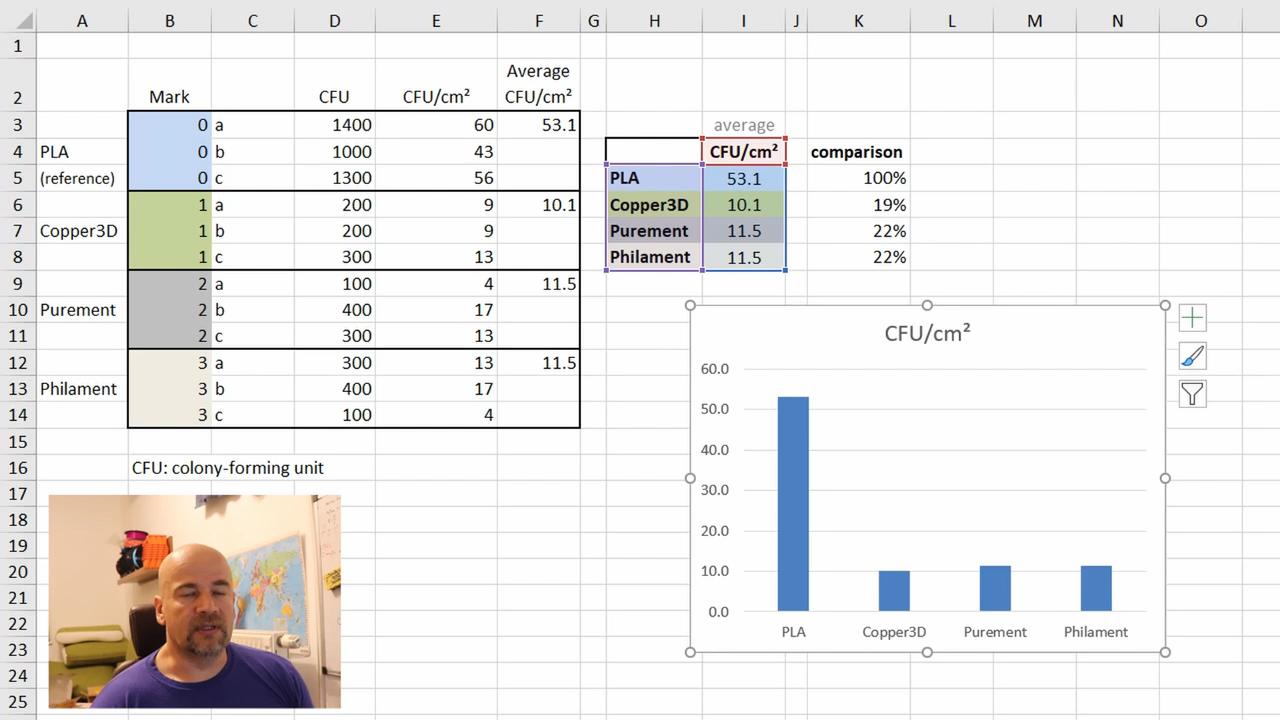 A B C D E F G H I J K L M N O
1
Average
2 Mark CFU CFU/cm² CFU/cm²
3 0 a 1400 60 53.1 average
4 PLA 0 b 1000 43 CFU/cm² comparison
5 (reference) 0 c 1300 56 PLA 53.1 100%
6 1 a 200 9 10.1 Copper3D 10.1 19%
7 Copper3D 1 b 200 9 Purement 11.5 22%
8 1 c 300 13 Philament 11.5 22%
9 2 a 100 4 11.5
10 Purement 2 b 400 17
11 2 c 300 13
12 3 a 300 13 11.5
13 Philament 3 b 400 17
14 3 c 100 4
15
16 CFU: colony-forming unit
17
18
19
20
21
22
23
24
25
CFU/cm²
60.0
50.0
40.0
30.0
20.0
10.0
0.0
PLA Copper3D Purement Philament